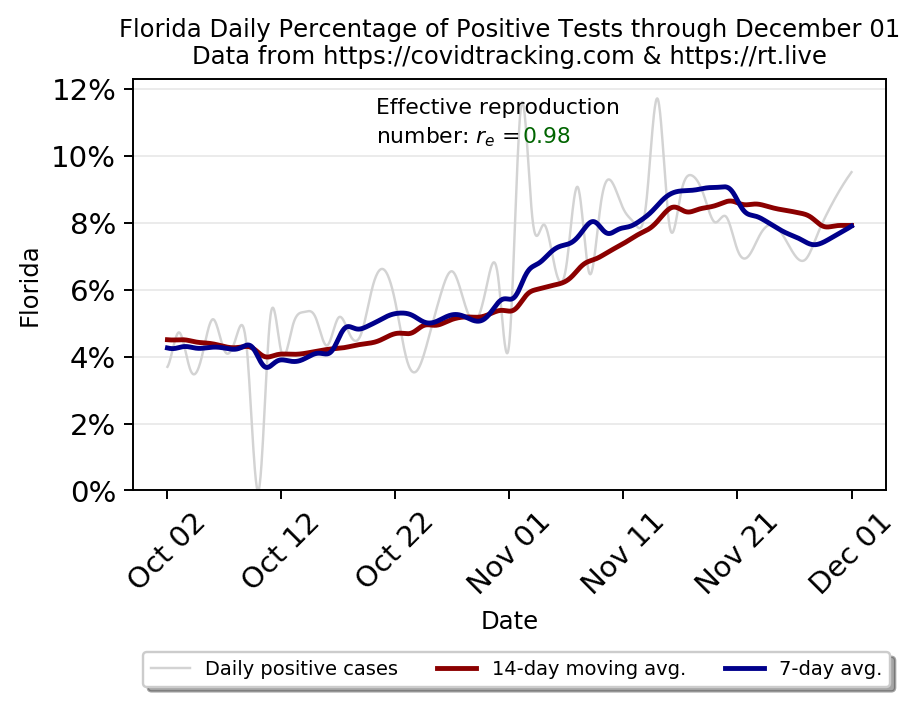 Florida Daily Percentage of Positive Tests through December 01
Data from https://covidtracking.com & https://rt.live
12%
10%
8%
6%
4%
2%
0%
Florida
Effective reproduction
number: rₑ =0.98
Oct 02
Oct 12
Oct 22
Nov 01
Nov 11
Nov 21
Dec 01
Date
Daily positive cases
14-day moving avg.
7-day avg.